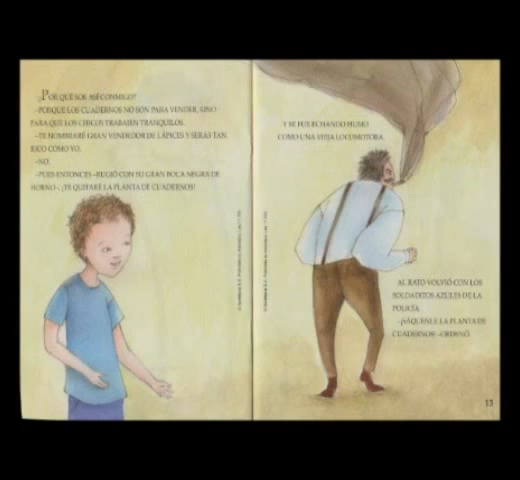 ¿POR QUÉ SOS ASÍ CONMIGO?
–PORQUE LOS CUADERNOS NO SON PARA VENDER, SINO
PARA QUE LOS CHICOS TRABAJEN TRANQUILOS.
–TE NOMBRARÉ GRAN VENDEDOR DE LÁPICES Y SERÁS TAN
RICO COMO YO.
–NO.
–PUES ENTONCES –RUGIÓ CON SU GRAN BOCA NEGRA DE
HORNO–, ¡TE QUITARÉ LA PLANTA DE CUADERNOS!
Y SE FUE ECHANDO HUMO
COMO UNA VIEJA LOCOMOTORA.
AL RATO VOLVIÓ CON LOS
SOLDADITOS AZULES DE LA
POLICÍA.
–¡SÁQUENLE LA PLANTA DE
CUADERNOS! –ORDENÓ.
13